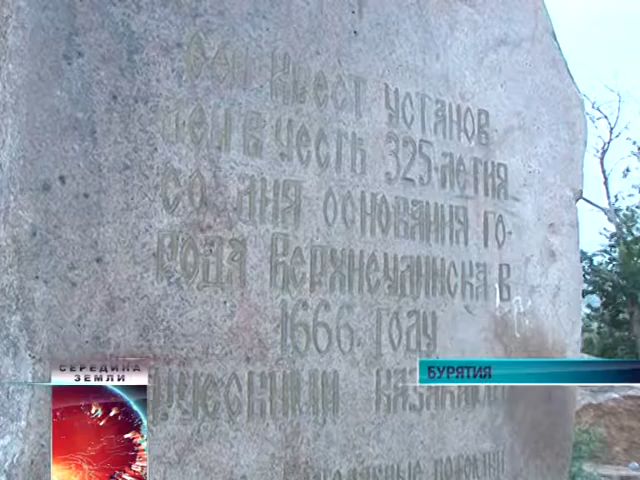 Сей крест установ-
лен в честь 325-летия
со дня основания го-
рода Верхнеудинска в
1666 году
русскими казаками
потомки
СЕРЕДИНА
ЗЕМЛИ
БУРЯТИЯ